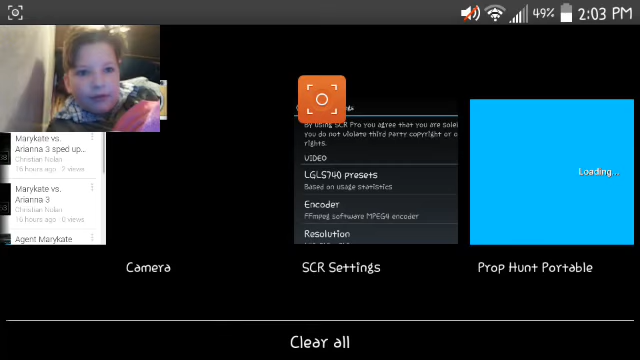 49% 2:03 PM
Marykate vs.
Arianna 3 sped up...
Christian Nolan
16 hours ago · 2 views
Marykate vs.
Arianna 3
Christian Nolan
16 hours ago · 6 views
Agent Marykate
By using SCR Pro you agree that you are sole
you do not violate third party copyright or o
rights.
VIDEO
LGLS740 presets
Based on usage statistics
Encoder
FFmpeg software MPEG4 encoder
Resolution
Loading...
Camera
SCR Settings
Prop Hunt Portable
Clear all